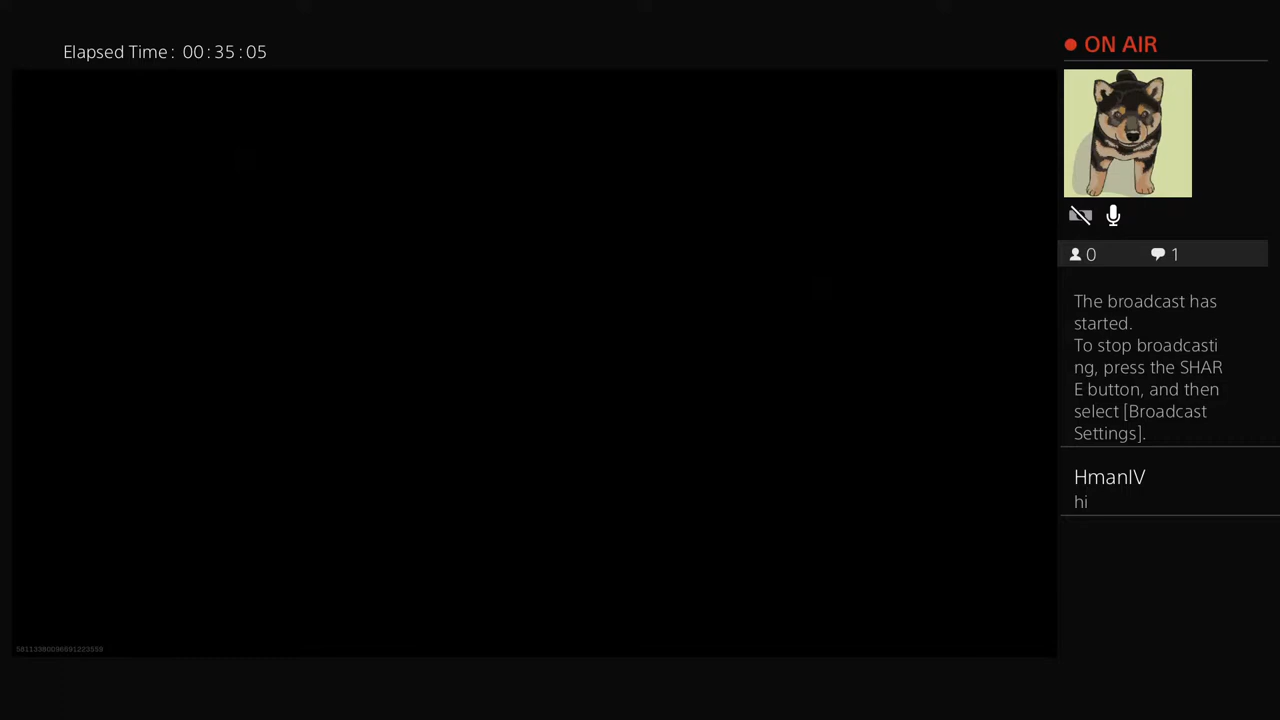 Elapsed Time: 00:35:05
ON AIR
0 1
The broadcast has
started.
To stop broadcasti
ng, press the SHAR
E button, and then
select [Broadcast
Settings].
HmanIV
hi